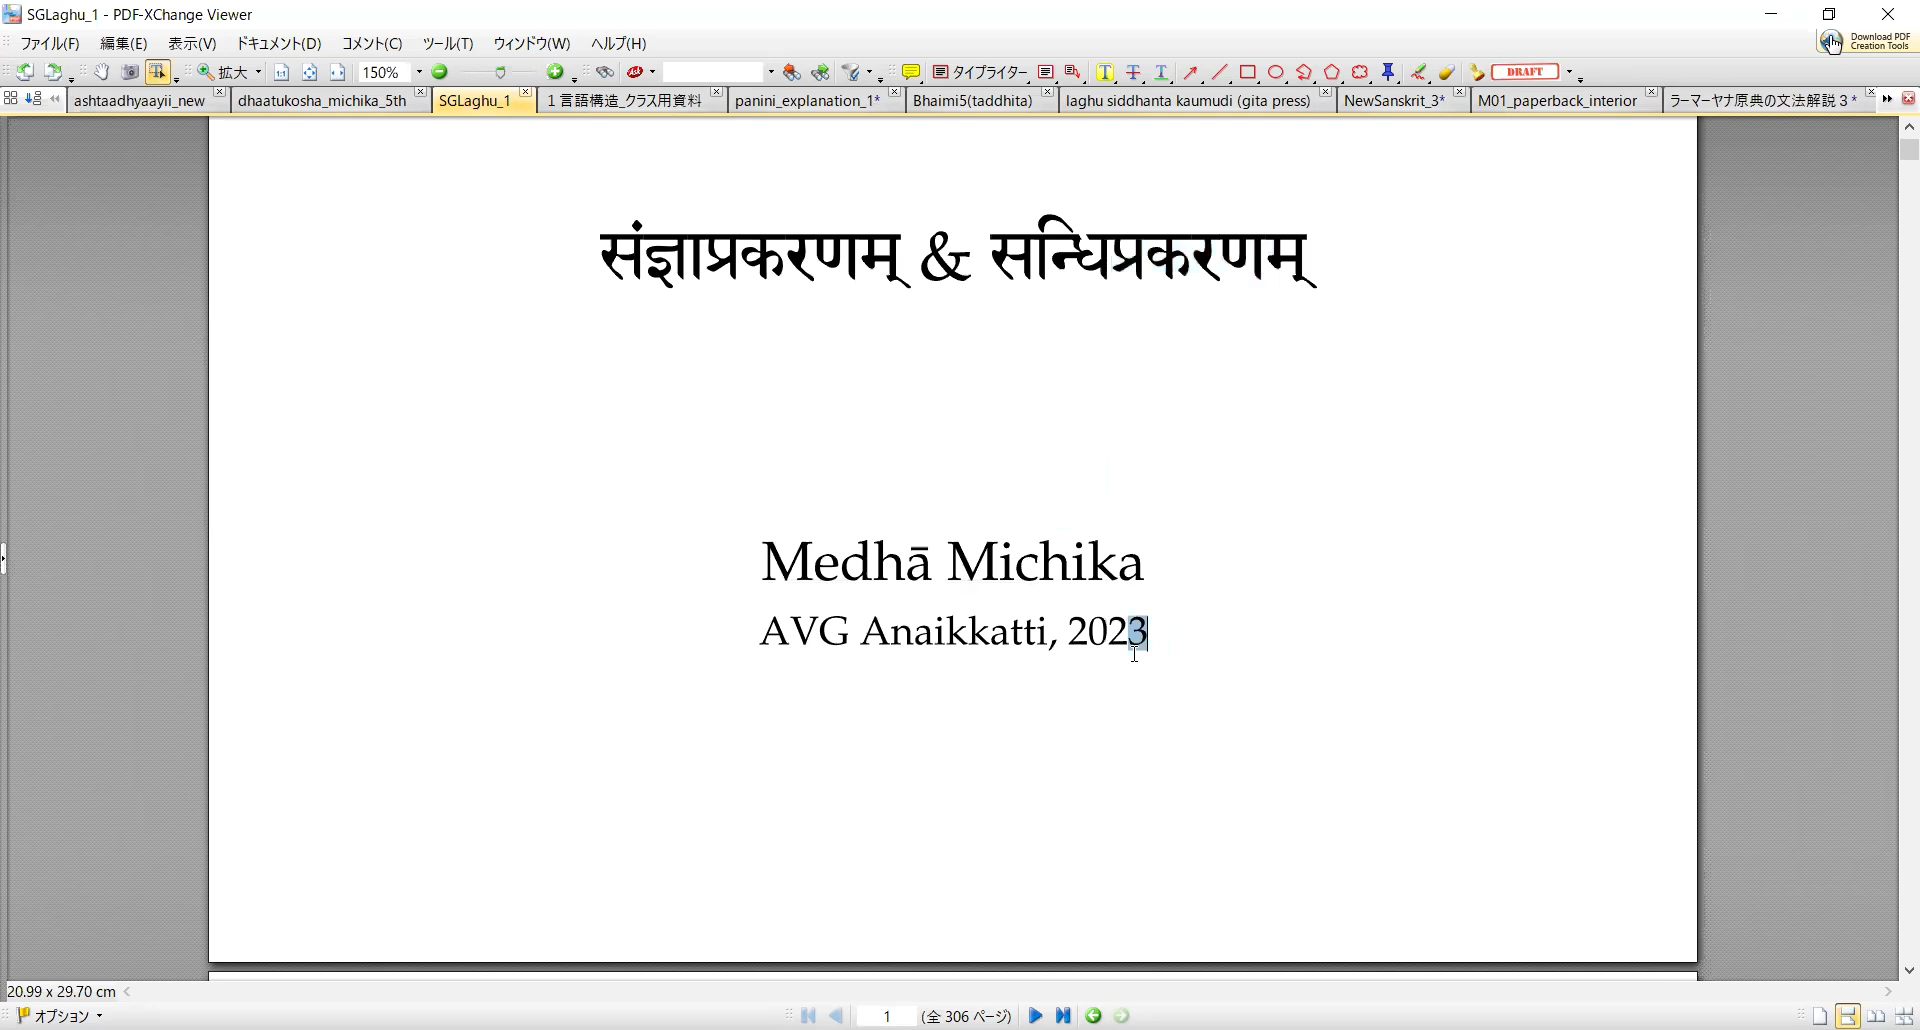 SGLaghu_1 - PDF-XChange Viewer
ファイル(F) 編集(E) 表示(V) ドキュメント(D) コメント(C) ツール(T) ウィンドウ(W) ヘルプ(H)
Download PDF
Creation Tools
拡大 150% タイプライター DRAFT
ashtaadhyaayii_new dhaatukosha_michika_5th SGLaghu_1 1 言語構造_クラス用資料 panini_explanation_1* Bhaimi5(taddhita) laghu siddhanta kaumudi (gita press) NewSanskrit_3* M01_paperback_interior ラーマーヤナ原典の文法解説３*
संज्ञाप्रकरणम् & सन्धिप्रकरणम्
Medhā Michika
AVG Anaikkatti, 2023
20.99 x 29.70 cm
オプション 1 (全 306 ページ)